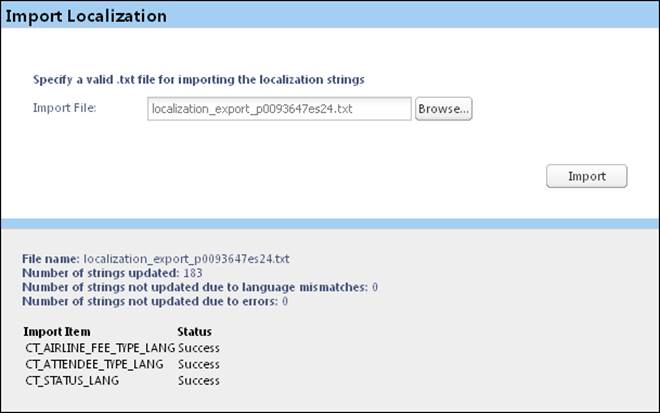 Import Localization
Specify a valid .txt file for importing the localization strings
Import File: localization_export_p0093647es24.txt Browse...
Import
File name: localization_export_p0093647es24.txt
Number of strings updated: 183
Number of strings not updated due to language mismatches: 0
Number of strings not updated due to errors: 0
Import Item Status
CT_AIRLINE_FEE_TYPE_LANG Success
CT_ATTENDEE_TYPE_LANG Success
CT_STATUS_LANG Success